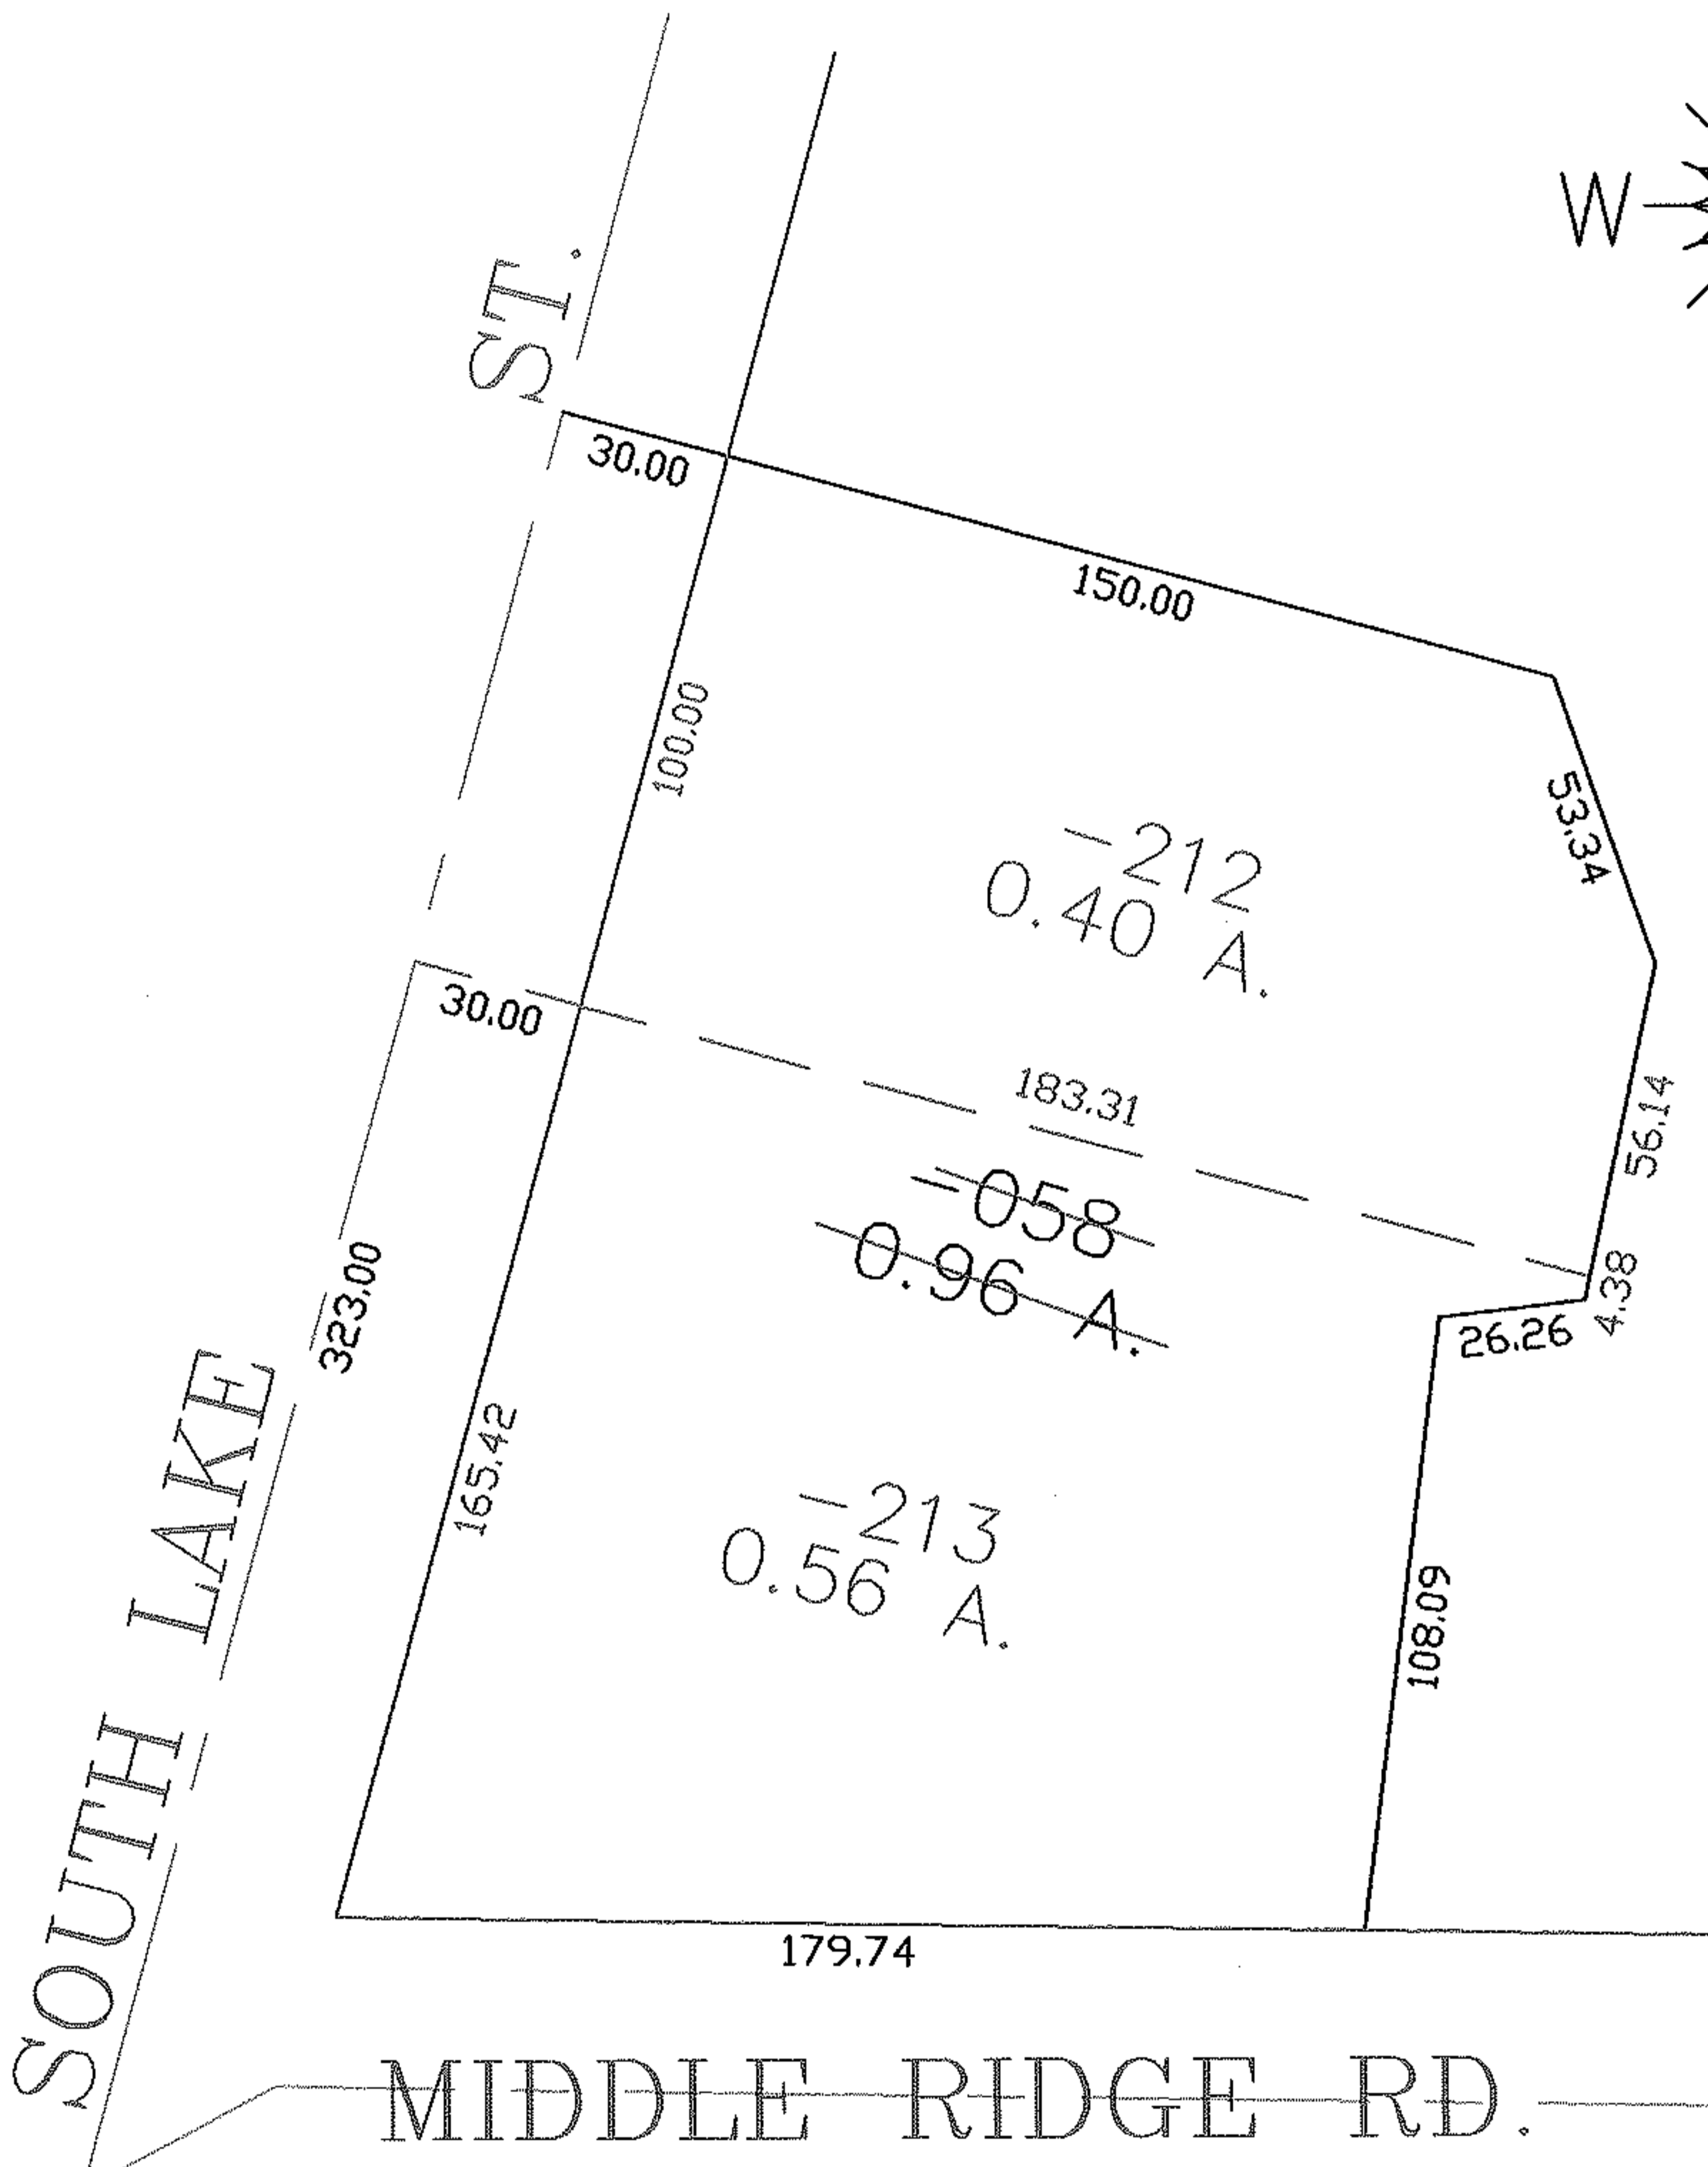 W
ST.
30.00
150.00
100.00
53.34
-212
0.40 A.
30.00
183.31
56.14
-058
0.96 A.
4.38
26.26
323.00
165.42
-213
0.56 A.
108.09
SOUTH LAKE
179.74
MIDDLE RIDGE RD.